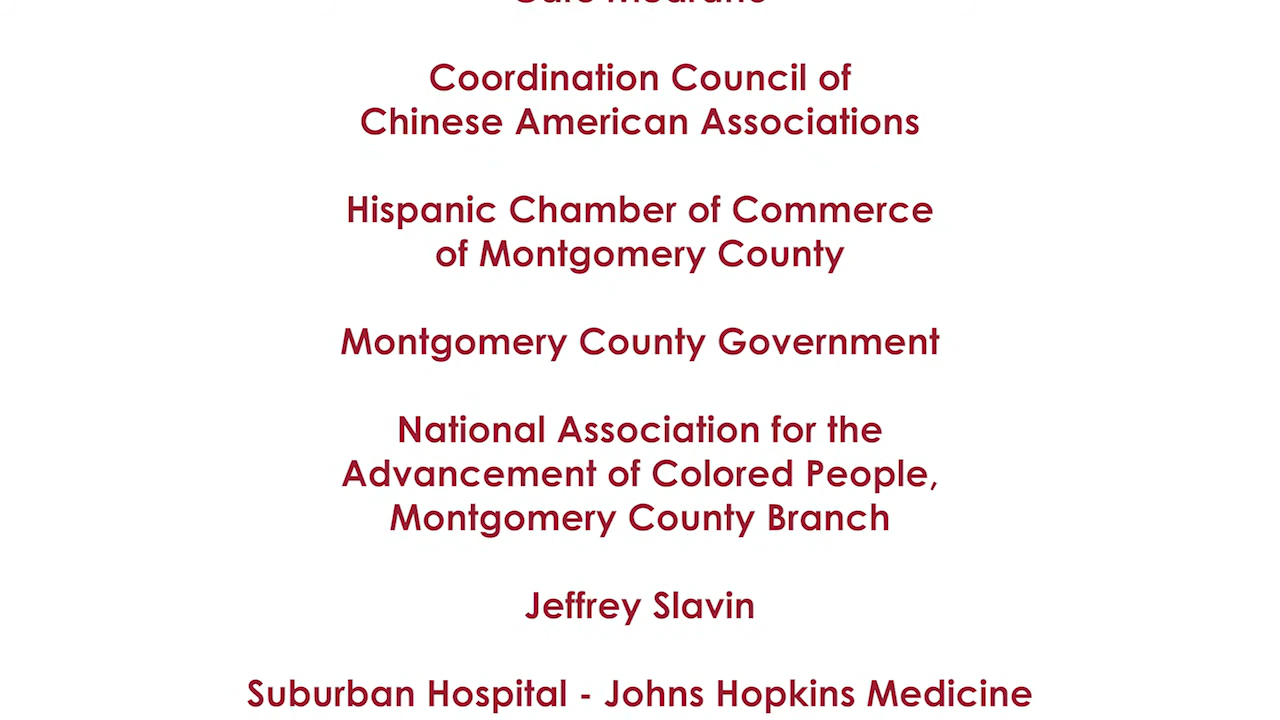 Coordination Council of
Chinese American Associations
Hispanic Chamber of Commerce
of Montgomery County
Montgomery County Government
National Association for the
Advancement of Colored People,
Montgomery County Branch
Jeffrey Slavin
Suburban Hospital - Johns Hopkins Medicine